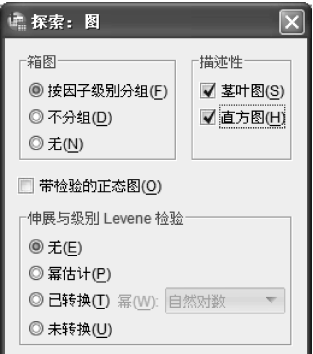 探索：图
箱图
按因子级别分组(F)
不分组(D)
无(N)
描述性
茎叶图(S)
直方图(H)
带检验的正态图(O)
伸展与级别 Levene 检验
无(E)
幂估计(P)
已转换(T) 幂(W): 自然对数
未转换(U)